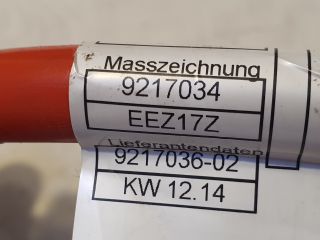 Masszeichnung
9217034
EEZ17Z
Lieferantendaten
9217036-02
KW 12.14